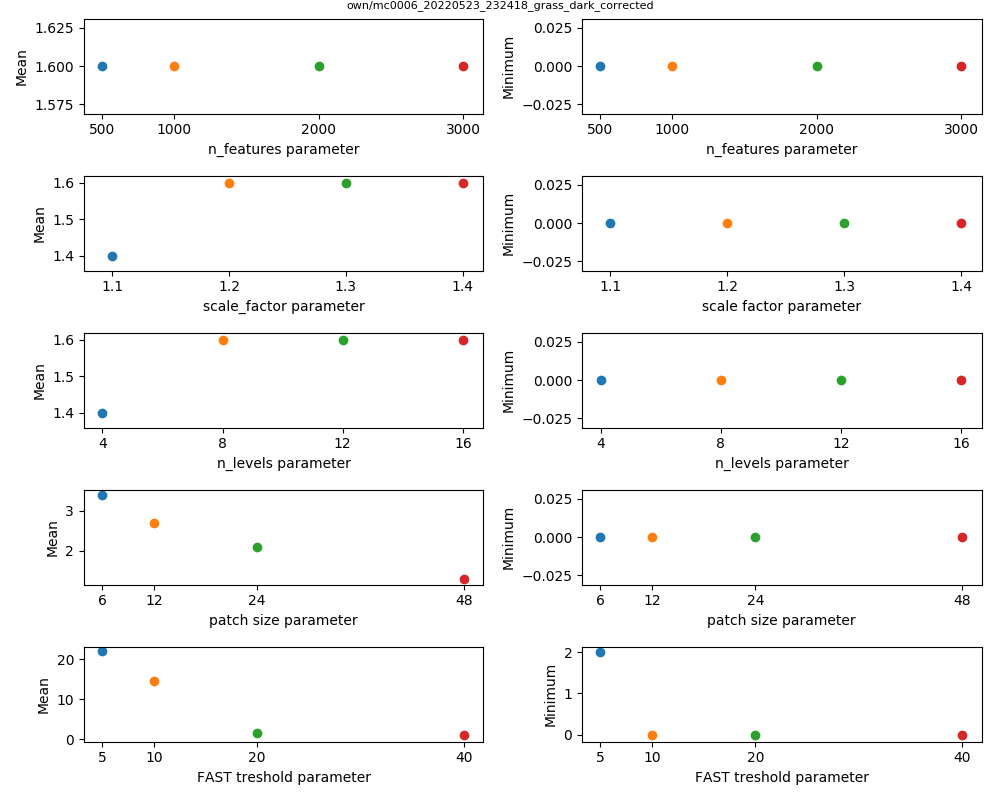 own/mc0006_20220523_232418_grass_dark_corrected
1.625
1.600
1.575
Mean
500 1000 2000 3000
n_features parameter
0.025
0.000
−0.025
Minimum
500 1000 2000 3000
n_features parameter
1.6
1.5
1.4
Mean
1.1 1.2 1.3 1.4
scale_factor parameter
0.025
0.000
−0.025
Minimum
1.1 1.2 1.3 1.4
scale factor parameter
1.6
1.5
1.4
Mean
4 8 12 16
n_levels parameter
0.025
0.000
−0.025
Minimum
4 8 12 16
n_levels parameter
3
2
Mean
6 12 24 48
patch size parameter
0.025
0.000
−0.025
Minimum
6 12 24 48
patch size parameter
20
10
0
Mean
5 10 20 40
FAST treshold parameter
2
1
0
Minimum
5 10 20 40
FAST treshold parameter